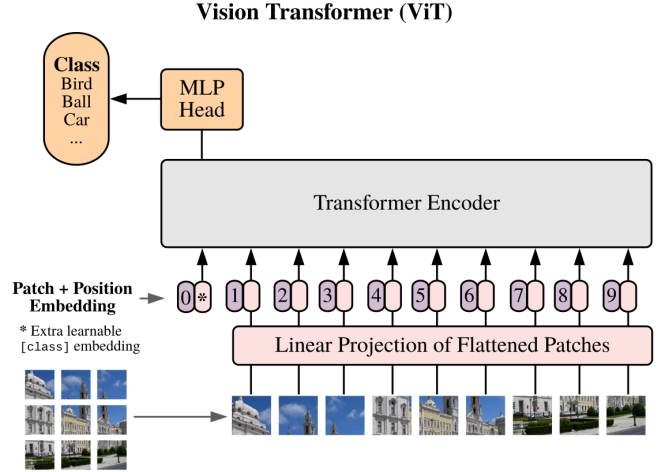 Vision Transformer (ViT)
Class
Bird
Ball
Car
...
MLP
Head
Transformer Encoder
Patch + Position
Embedding
0 * 1 2 3 4 5 6 7 8 9
* Extra learnable
[class] embedding
Linear Projection of Flattened Patches